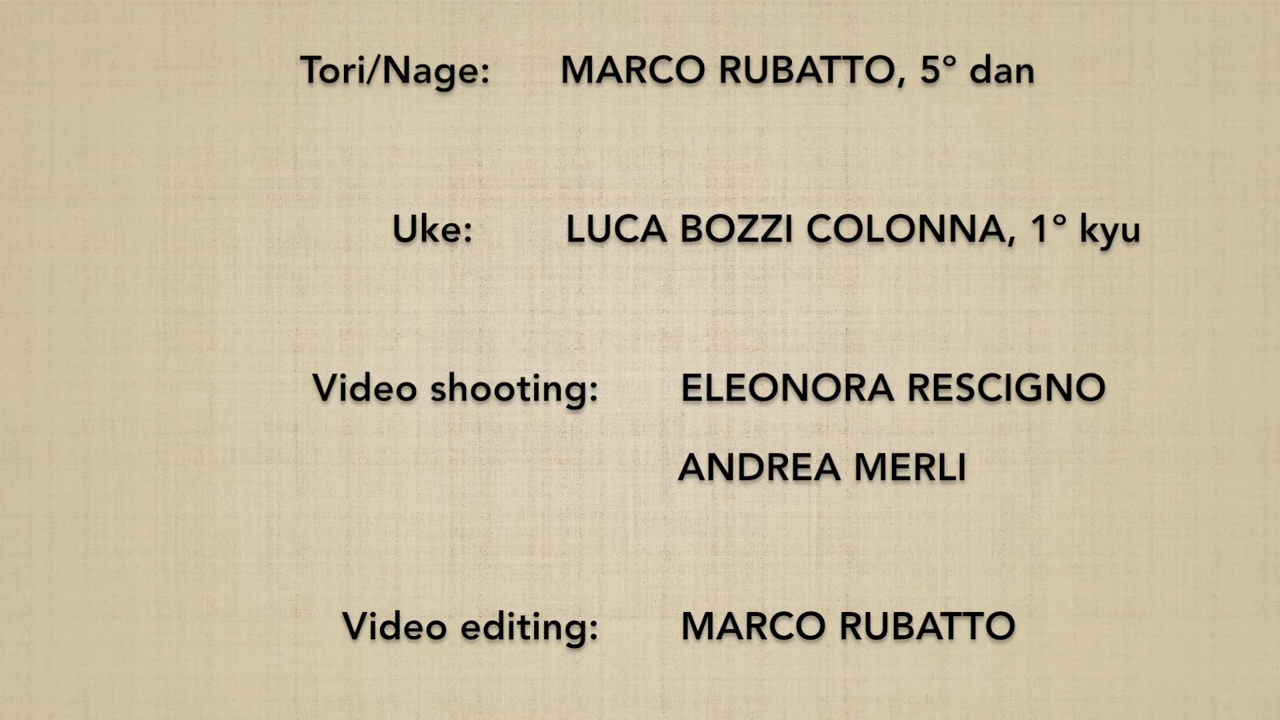 Tori/Nage: MARCO RUBATTO, 5° dan
Uke: LUCA BOZZI COLONNA, 1° kyu
Video shooting: ELEONORA RESCIGNO
ANDREA MERLI
Video editing: MARCO RUBATTO